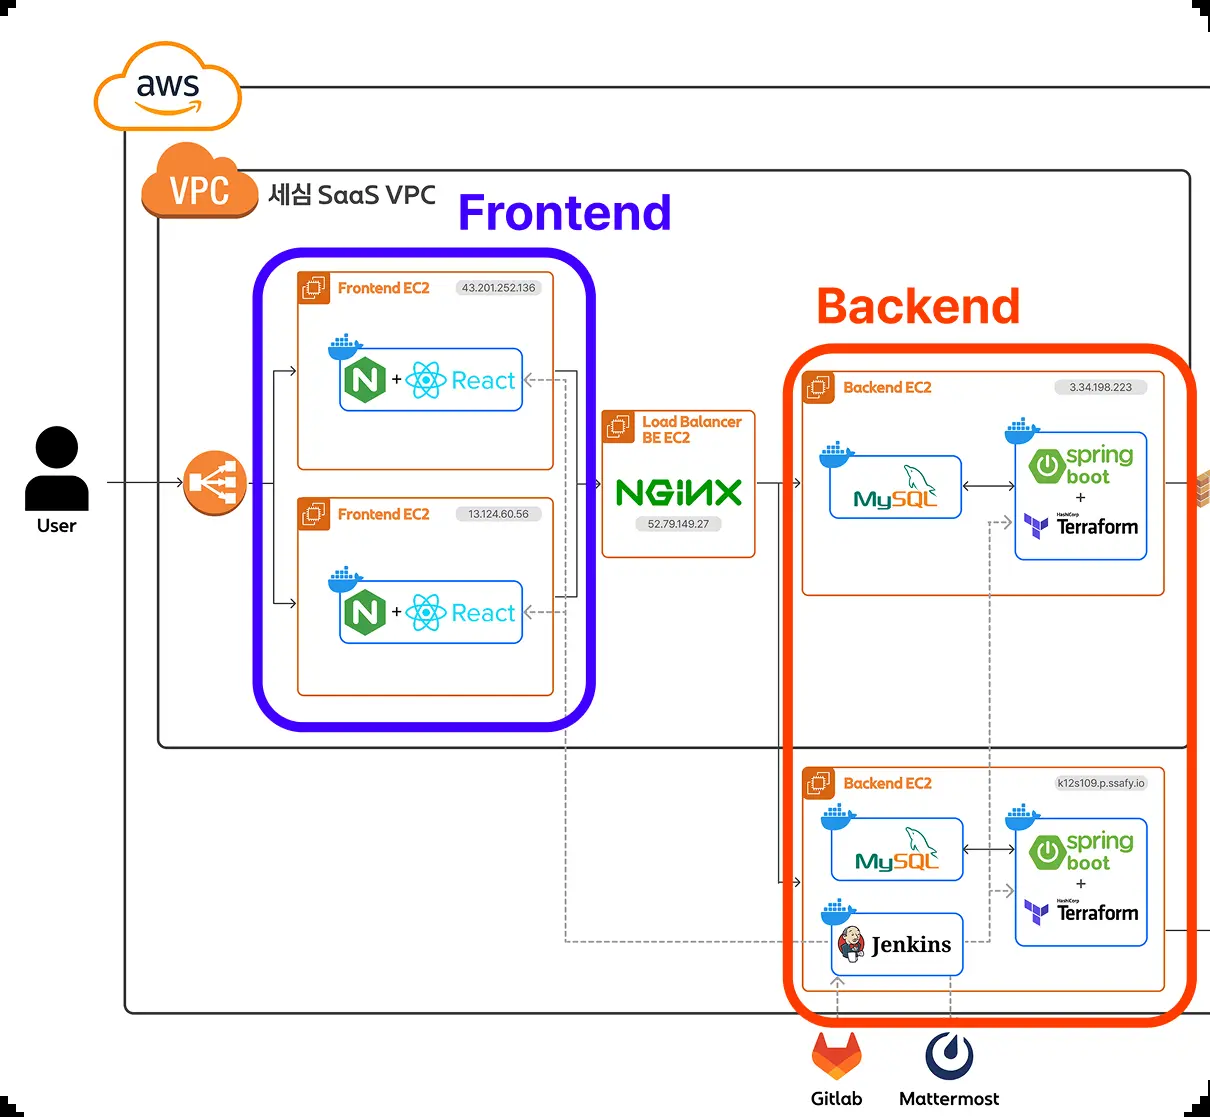 aws
VPC
세심 SaaS VPC
Frontend
Frontend EC2
43.201.252.136
N
+
React
Frontend EC2
13.124.60.56
N
+
React
User
Load Balancer
BE EC2
NGINX
52.79.149.27
Backend
Backend EC2
3.34.198.223
MySQL
spring
boot
+
HashiCorp
Terraform
Backend EC2
k12s109.p.ssafy.io
MySQL
spring
boot
+
HashiCorp
Terraform
Jenkins
Gitlab
Mattermost